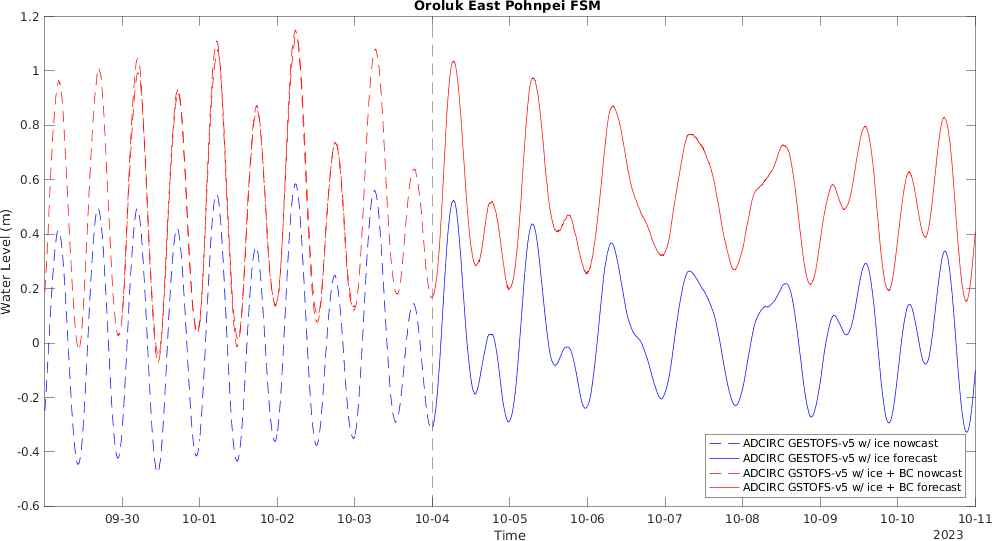 Oroluk East Pohnpei FSM
1.2
1
0.8
0.6
0.4
0.2
0
-0.2
-0.4
-0.6
Water Level (m)
ADCIRC GESTOFS-v5 w/ ice nowcast
ADCIRC GESTOFS-v5 w/ ice forecast
ADCIRC GSTOFS-v5 w/ ice + BC nowcast
ADCIRC GSTOFS-v5 w/ ice + BC forecast
09-30 10-01 10-02 10-03 10-04 10-05 10-06 10-07 10-08 10-09 10-10 10-11
Time
2023